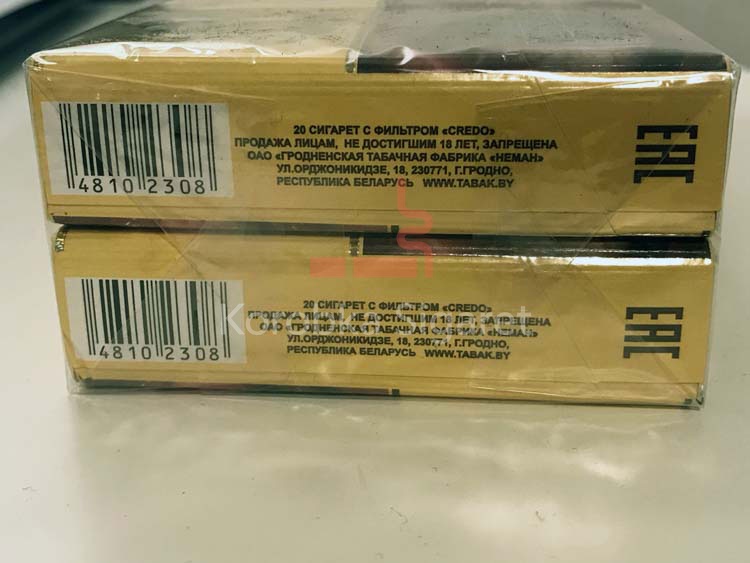 20 СИГАРЕТ С ФИЛЬТРОМ «CREDO»
ПРОДАЖА ЛИЦАМ, НЕ ДОСТИГШИМ 18 ЛЕТ, ЗАПРЕЩЕНА
ОАО «ГРОДНЕНСКАЯ ТАБАЧНАЯ ФАБРИКА «НЕМАН»
УЛ.ОРДЖОНИКИДЗЕ, 18, 230771, Г.ГРОДНО,
РЕСПУБЛИКА БЕЛАРУСЬ WWW.TABAK.BY
4810 2308
EAC
20 СИГАРЕТ С ФИЛЬТРОМ «CREDO»
ПРОДАЖА ЛИЦАМ, НЕ ДОСТИГШИМ 18 ЛЕТ, ЗАПРЕЩЕНА
ОАО «ГРОДНЕНСКАЯ ТАБАЧНАЯ ФАБРИКА «НЕМАН»
УЛ.ОРДЖОНИКИДЗЕ, 18, 230771, Г.ГРОДНО,
РЕСПУБЛИКА БЕЛАРУСЬ WWW.TABAK.BY
4810 2308
EAC